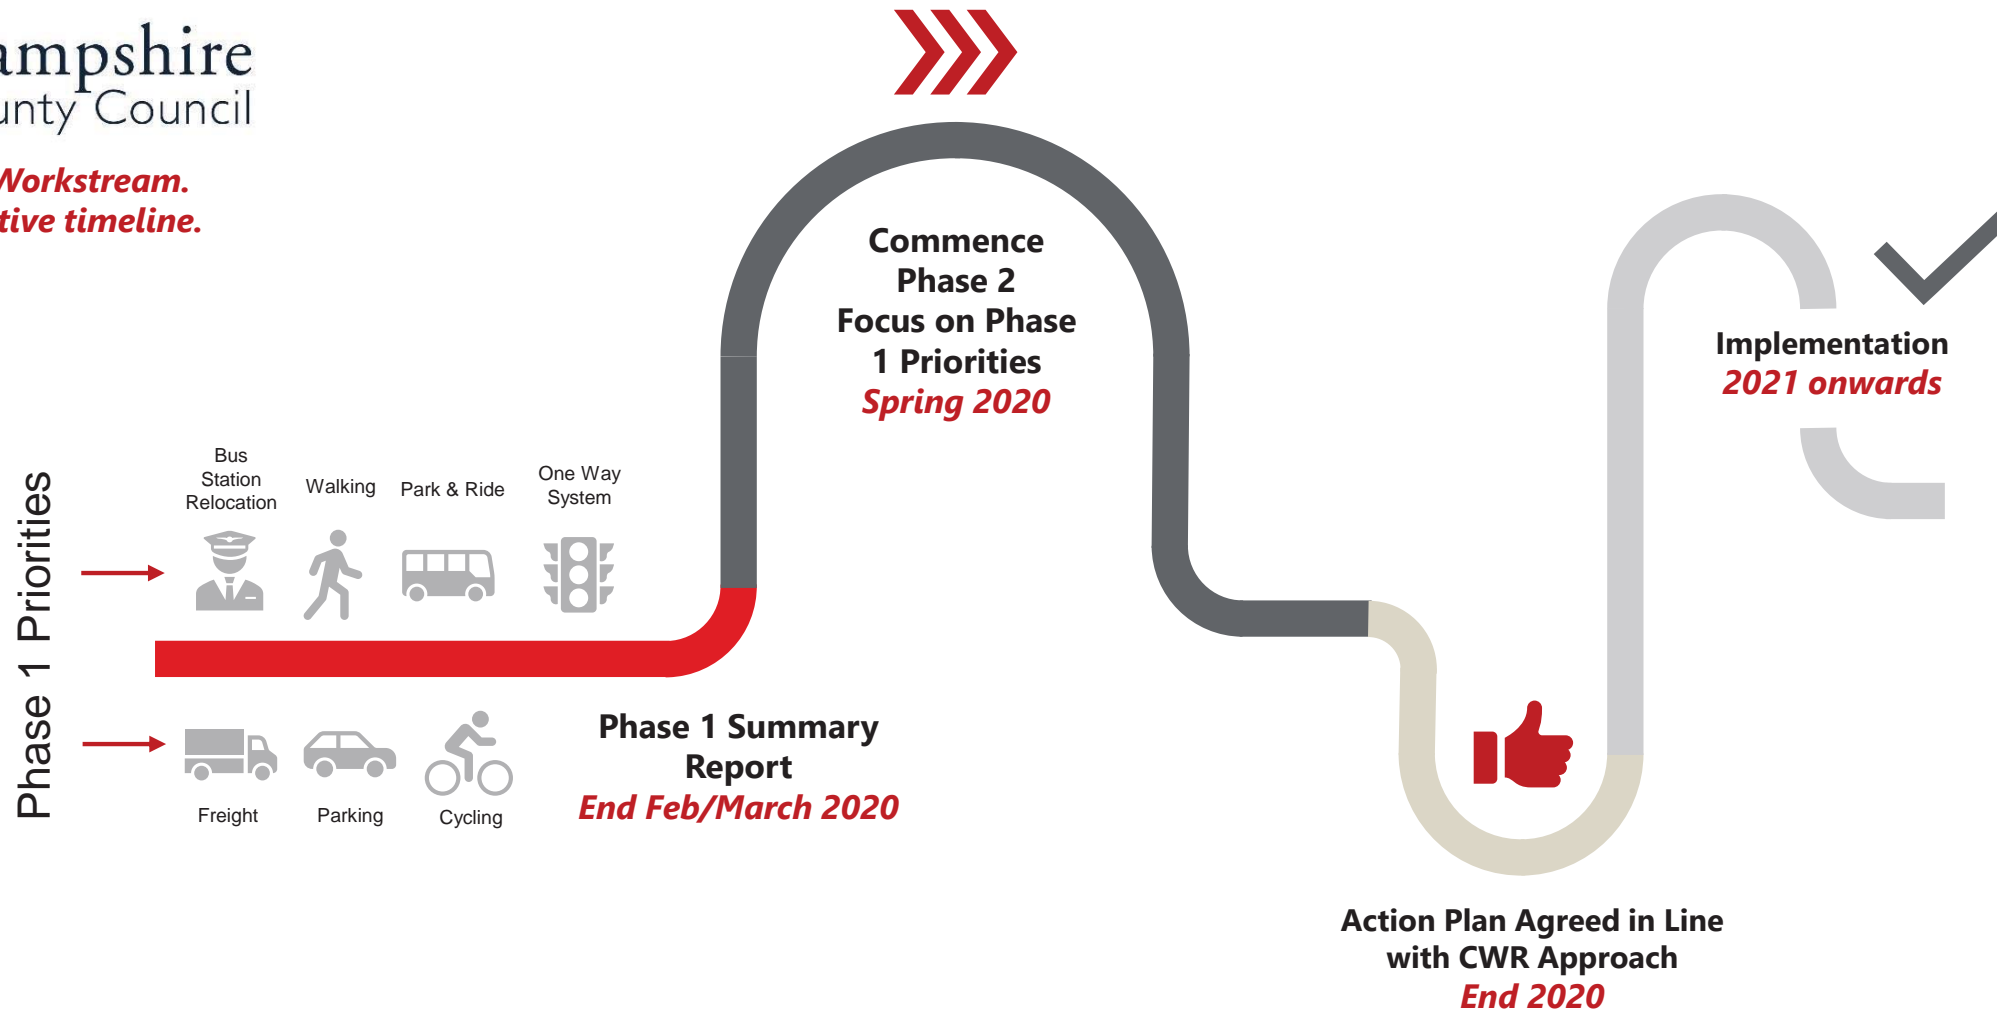 ampshire
unty Council
Workstream.
tive timeline.
Commence
Phase 2
Focus on Phase
1 Priorities
Spring 2020
Implementation
2021 onwards
Phase 1 Priorities
Bus
Station
Relocation
Walking
Park & Ride
One Way
System
Freight
Parking
Cycling
Phase 1 Summary
Report
End Feb/March 2020
Action Plan Agreed in Line
with CWR Approach
End 2020